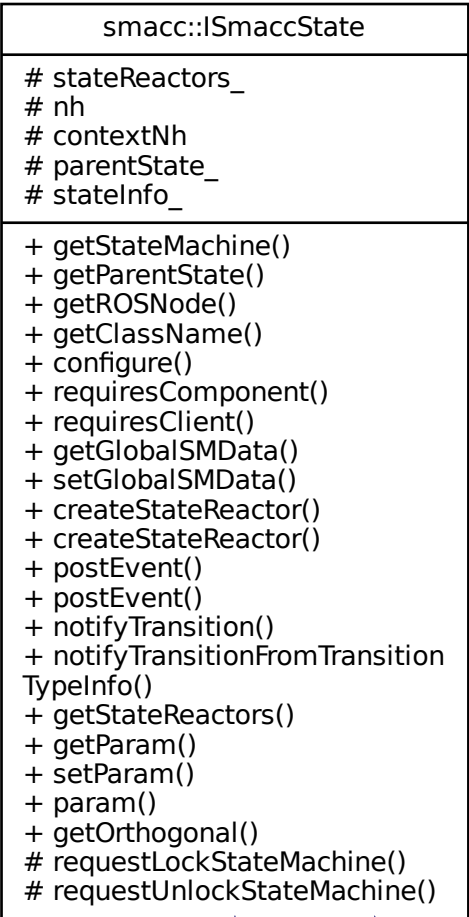 smacc::ISmaccState
# stateReactors_
# nh
# contextNh
# parentState_
# stateInfo_
+ getStateMachine()
+ getParentState()
+ getROSNode()
+ getClassName()
+ configure()
+ requiresComponent()
+ requiresClient()
+ getGlobalSMData()
+ setGlobalSMData()
+ createStateReactor()
+ createStateReactor()
+ postEvent()
+ postEvent()
+ notifyTransition()
+ notifyTransitionFromTransition
TypeInfo()
+ getStateReactors()
+ getParam()
+ setParam()
+ param()
+ getOrthogonal()
# requestLockStateMachine()
# requestUnlockStateMachine()